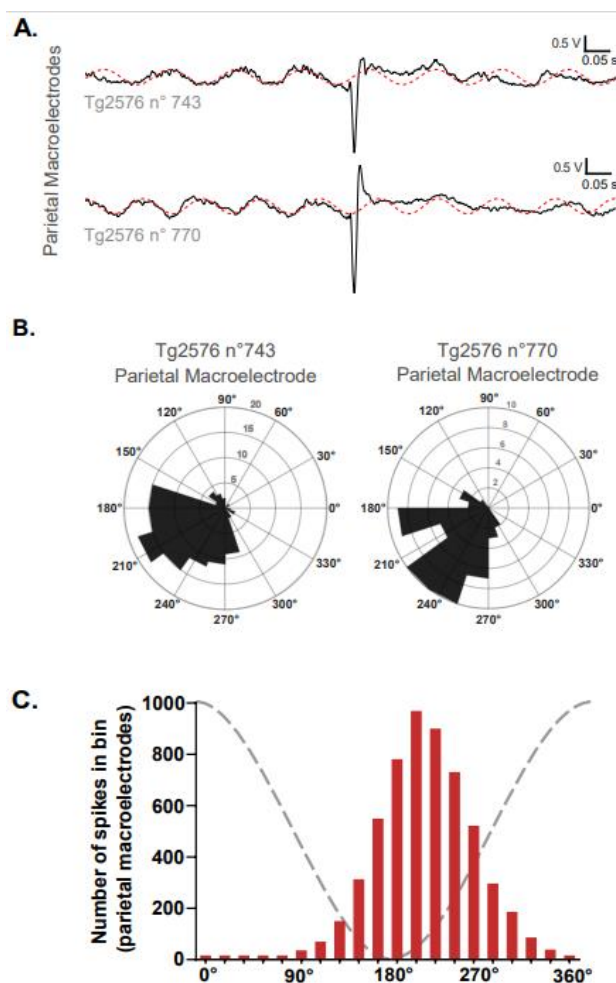 A.
Parietal Macroelectrodes
0.5 V
0.05 s
Tg2576 n° 743
0.5 V
0.05 s
Tg2576 n° 770
B.
Tg2576 n°743
Parietal Macroelectrode
90°
20
120°
60°
15
150°
10
30°
5
180°
0°
210°
330°
240°
300°
270°
Tg2576 n°770
Parietal Macroelectrode
90°
10
120°
60°
8
150°
6
30°
4
2
180°
0°
210°
330°
240°
300°
270°
C.
Number of spikes in bin
(parietal macroelectrodes)
1000
800
600
400
200
0
0°
90°
180°
270°
360°